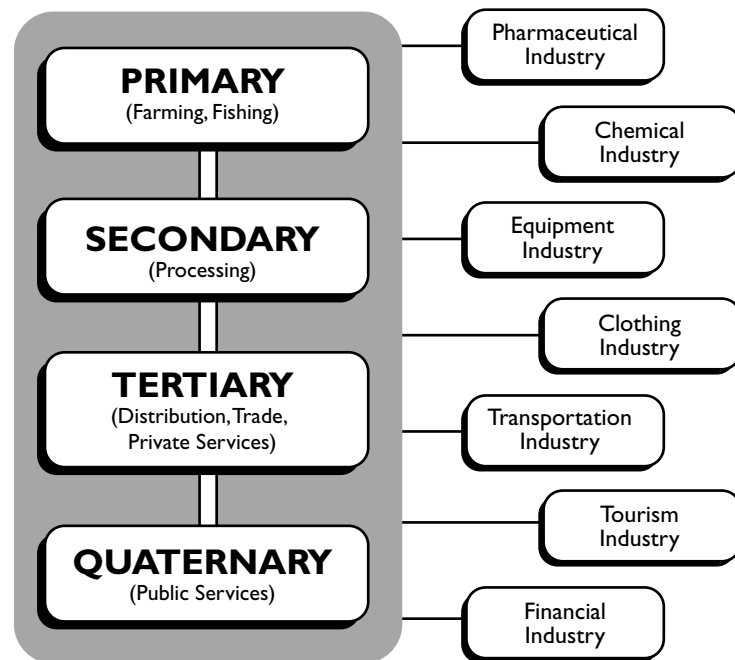 PRIMARY
(Farming, Fishing)
SECONDARY
(Processing)
TERTIARY
(Distribution, Trade,
Private Services)
QUATERNARY
(Public Services)
Pharmaceutical
Industry
Chemical
Industry
Equipment
Industry
Clothing
Industry
Transportation
Industry
Tourism
Industry
Financial
Industry